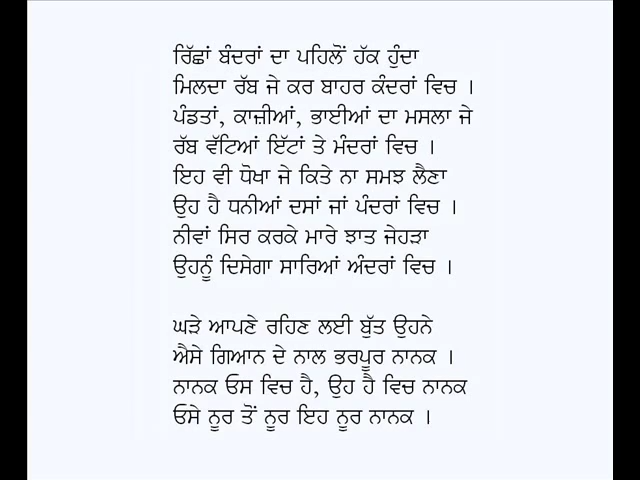 ਰਿੱਛਾਂ ਬੰਦਰਾਂ ਦਾ ਪਹਿਲੋਂ ਹੱਕ ਹੁੰਦਾ
ਮਿਲਦਾ ਰੱਬ ਜੇ ਕਰ ਬਾਹਰ ਕੰਦਰਾਂ ਵਿਚ ।
ਪੰਡਤਾਂ, ਕਾਜ਼ੀਆਂ, ਭਾਈਆਂ ਦਾ ਮਸਲਾ ਜੇ
ਰੱਬ ਵੱਟਿਆਂ ਇੱਟਾਂ ਤੇ ਮੰਦਰਾਂ ਵਿਚ ।
ਇਹ ਵੀ ਧੋਖਾ ਜੇ ਕਿਤੇ ਨਾ ਸਮਝ ਲੈਣਾ
ਉਹ ਹੈ ਧਨੀਆਂ ਦਸਾਂ ਜਾਂ ਪੰਦਰਾਂ ਵਿਚ ।
ਨੀਵਾਂ ਸਿਰ ਕਰਕੇ ਮਾਰੇ ਝਾਤ ਜੇਹੜਾ
ਉਹਨੂੰ ਦਿਸੇਗਾ ਸਾਰਿਆਂ ਅੰਦਰਾਂ ਵਿਚ ।
ਘੜੇ ਆਪਣੇ ਰਹਿਣ ਲਈ ਬੁੱਤ ਉਹਨੇ
ਐਸੇ ਗਿਆਨ ਦੇ ਨਾਲ ਭਰਪੂਰ ਨਾਨਕ ।
ਨਾਨਕ ਓਸ ਵਿਚ ਹੈ, ਉਹ ਹੈ ਵਿਚ ਨਾਨਕ
ਓਸੇ ਨੂਰ ਤੋਂ ਨੂਰ ਇਹ ਨੂਰ ਨਾਨਕ ।